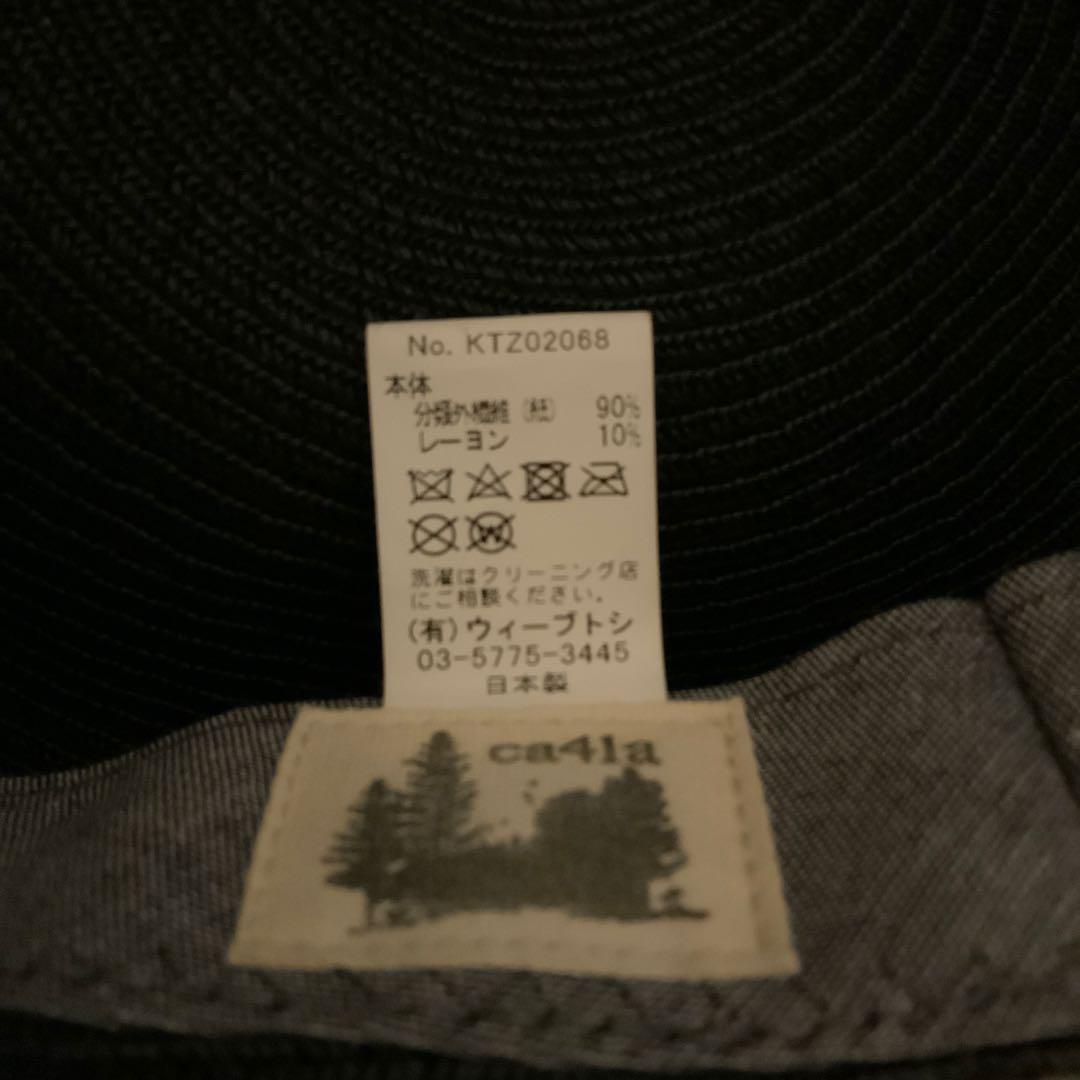 No. KTZ02068
本体
分類外繊維（紙） 90%
レーヨン 10%
W
洗濯はクリーニング店
にご相談ください。
(有)ウィーブトシ
03-5775-3445
日本製
ca4la